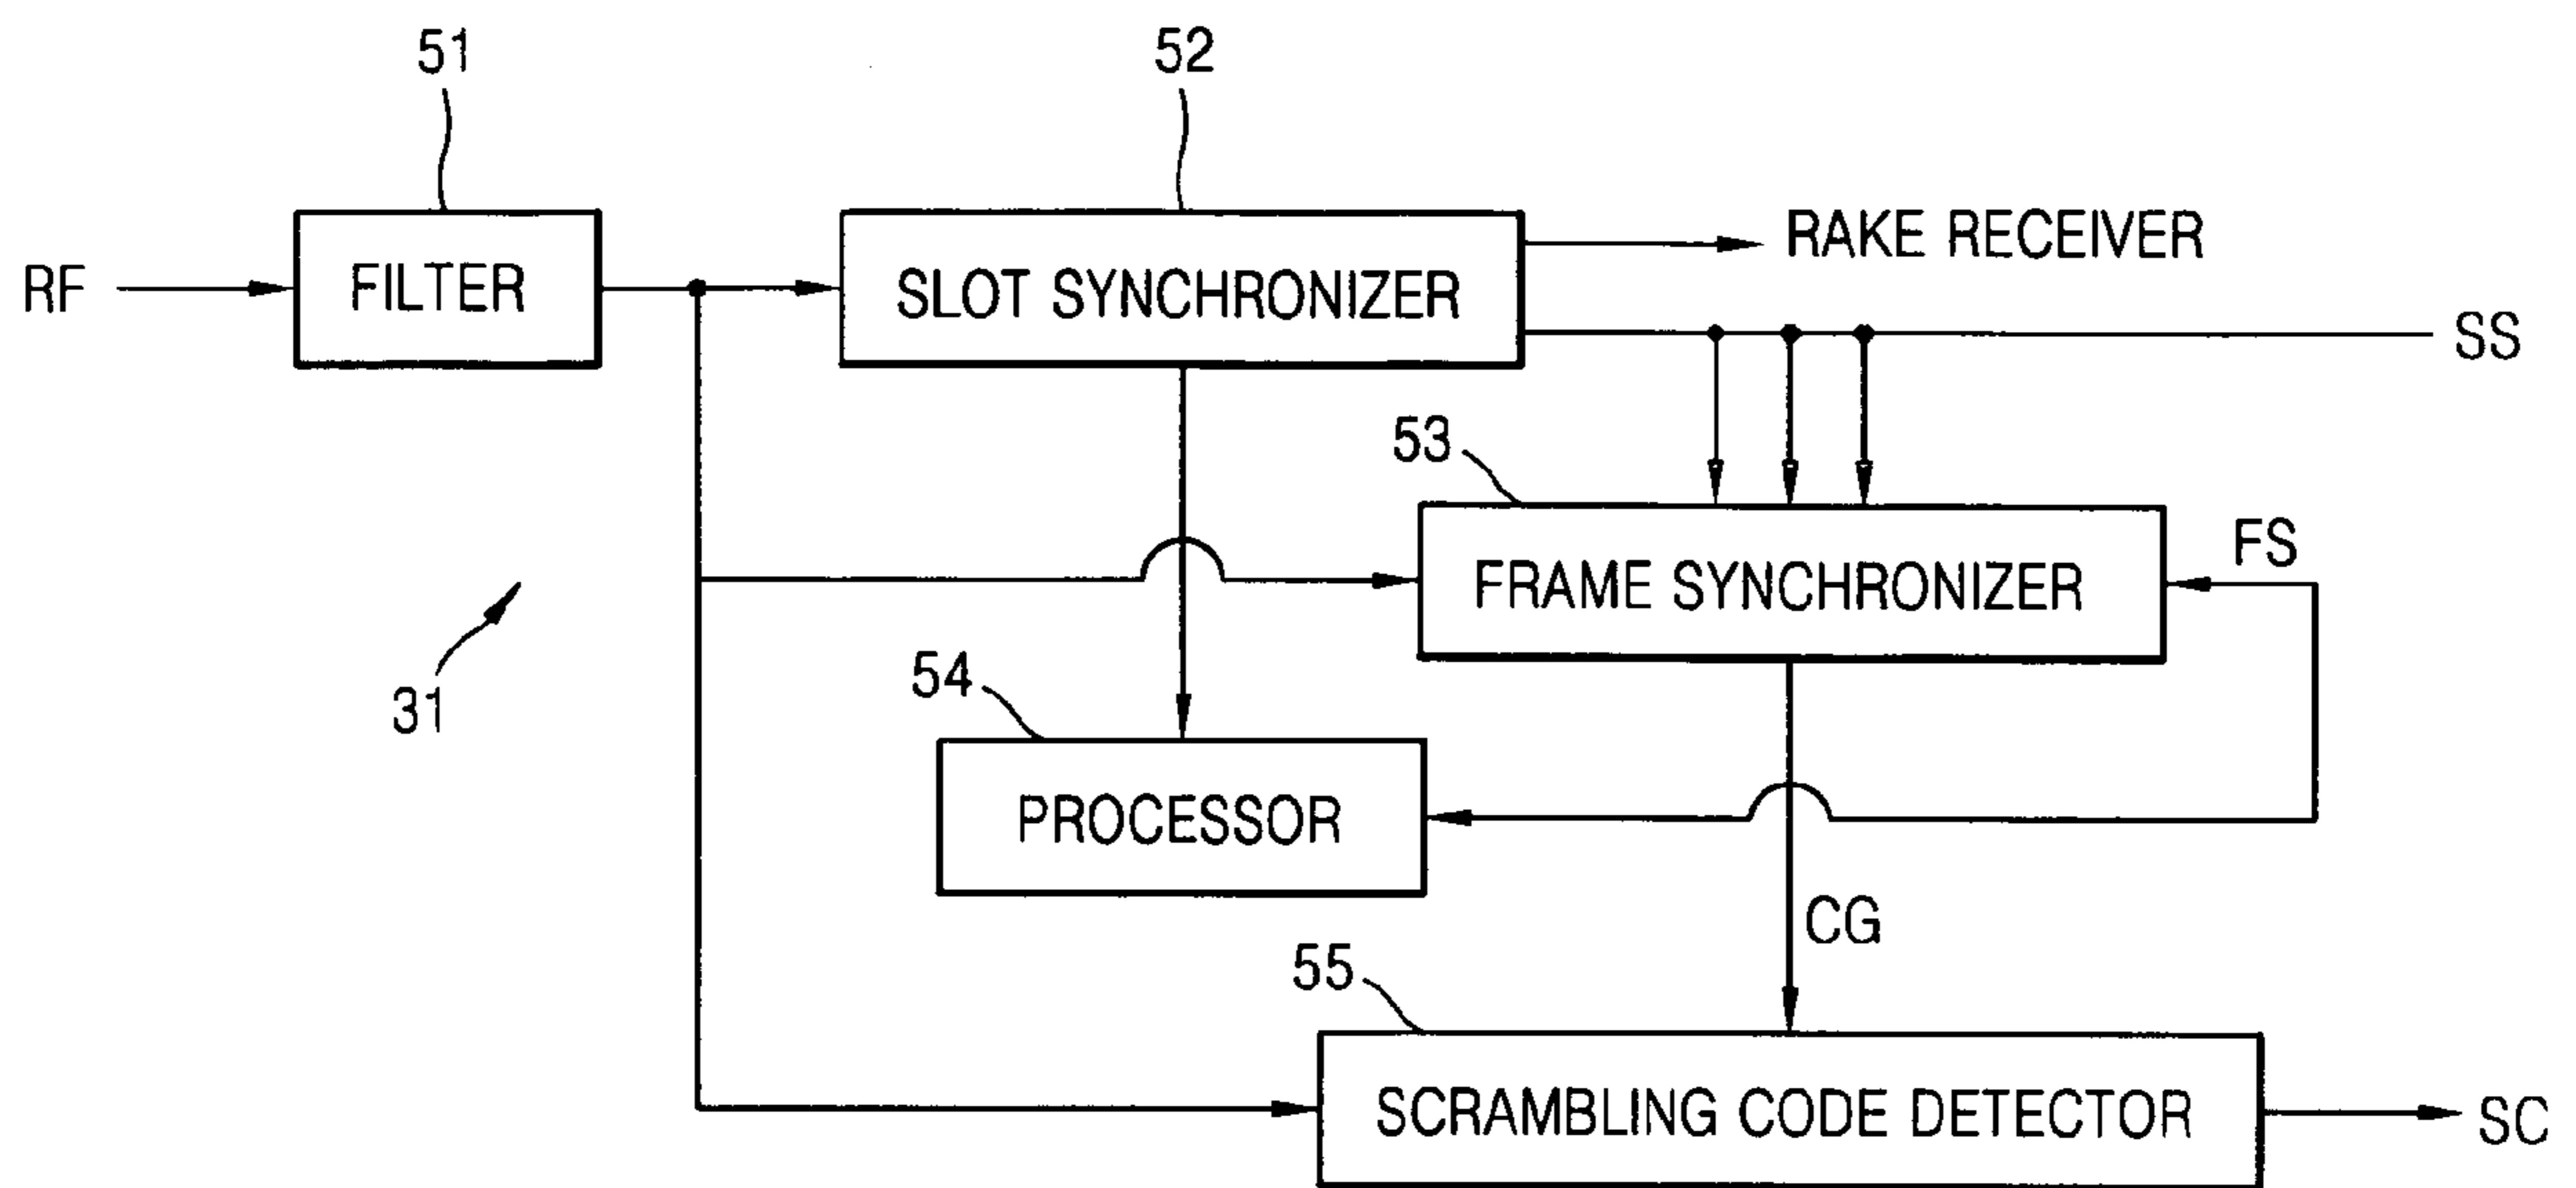 51
52
RF
FILTER
SLOT SYNCHRONIZER
RAKE RECEIVER
SS
53
FRAME SYNCHRONIZER
FS
31
54
PROCESSOR
CG
55
SCRAMBLING CODE DETECTOR
SC